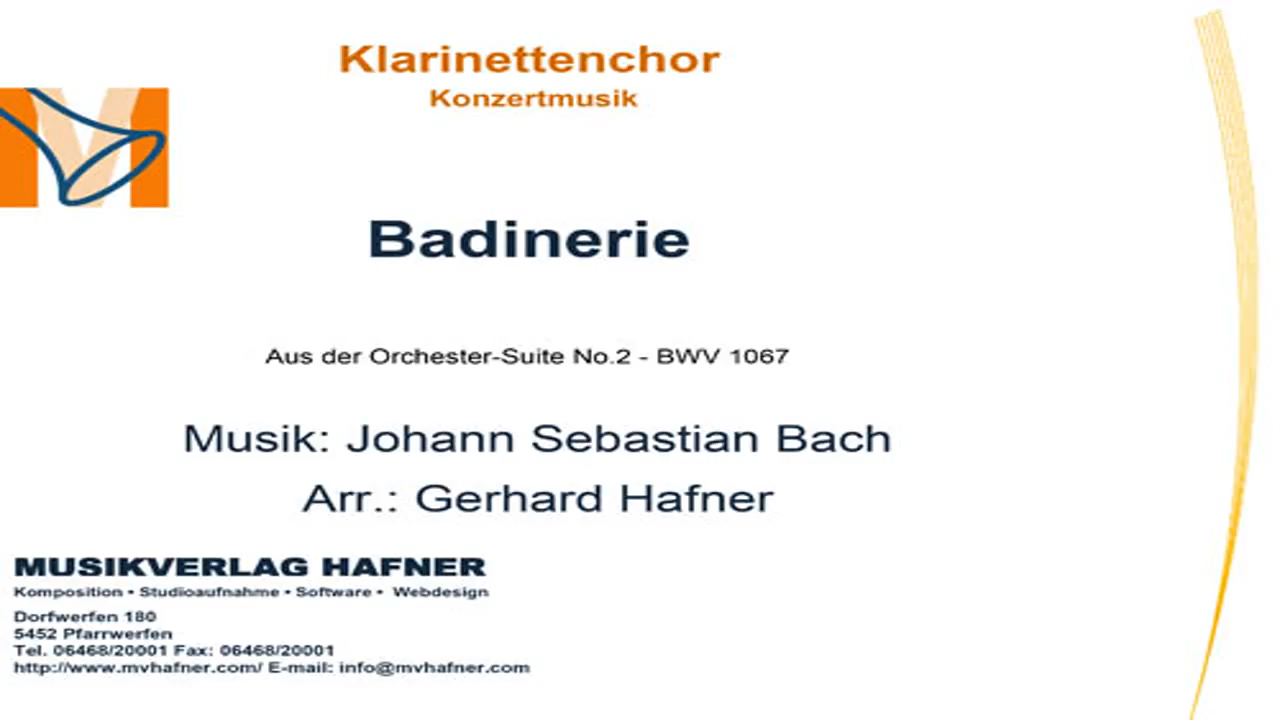 Klarinettenchor
Konzertmusik
Badinerie
Aus der Orchester-Suite No.2 - BWV 1067
Musik: Johann Sebastian Bach
Arr.: Gerhard Hafner
MUSIKVERLAG HAFNER
Komposition • Studioaufnahme • Software • Webdesign
Dorfwerfen 180
5452 Pfarrwerfen
Tel. 06468/20001 Fax: 06468/20001
http://www.mvhafner.com/ E-mail: info@mvhafner.com